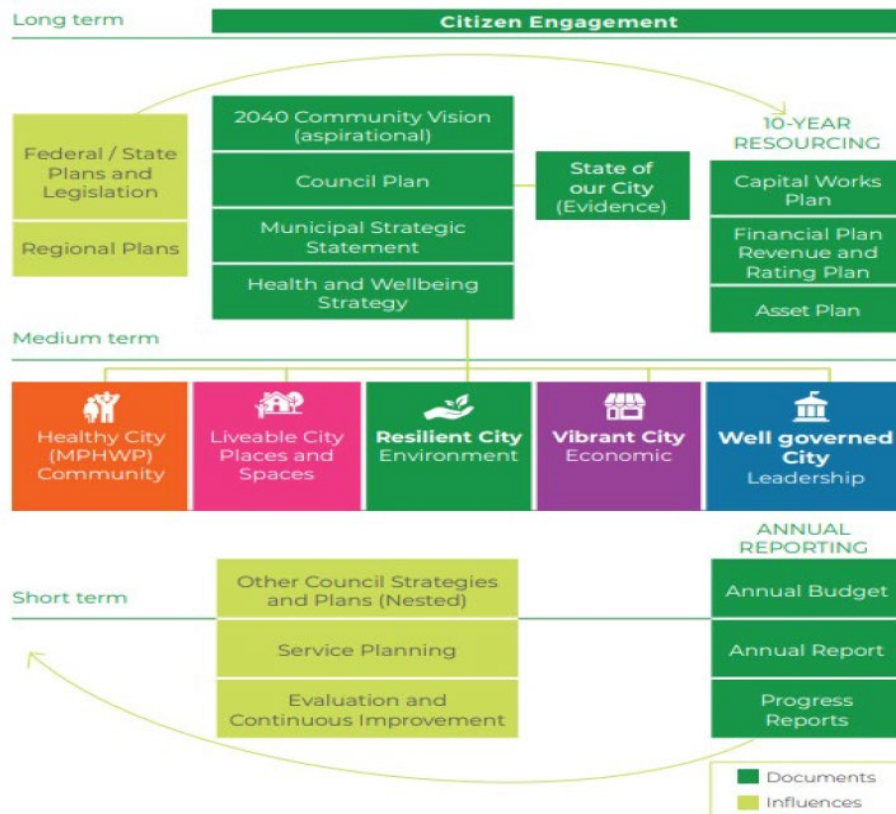 Long term
Citizen Engagement
Federal / State
Plans and
Legislation
Regional Plans
2040 Community Vision
(aspirational)
Council Plan
Municipal Strategic
Statement
Health and Wellbeing
Strategy
State of
our City
(Evidence)
10-YEAR
RESOURCING
Capital Works
Plan
Financial Plan
Revenue and
Rating Plan
Asset Plan
Medium term
Healthy City
(MPHWP)
Community
Liveable City
Places and
Spaces
Resilient City
Environment
Vibrant City
Economic
Well governed
City
Leadership
Short term
Other Council Strategies
and Plans (Nested)
Service Planning
Evaluation and
Continuous Improvement
ANNUAL
REPORTING
Annual Budget
Annual Report
Progress
Reports
Documents
Influences